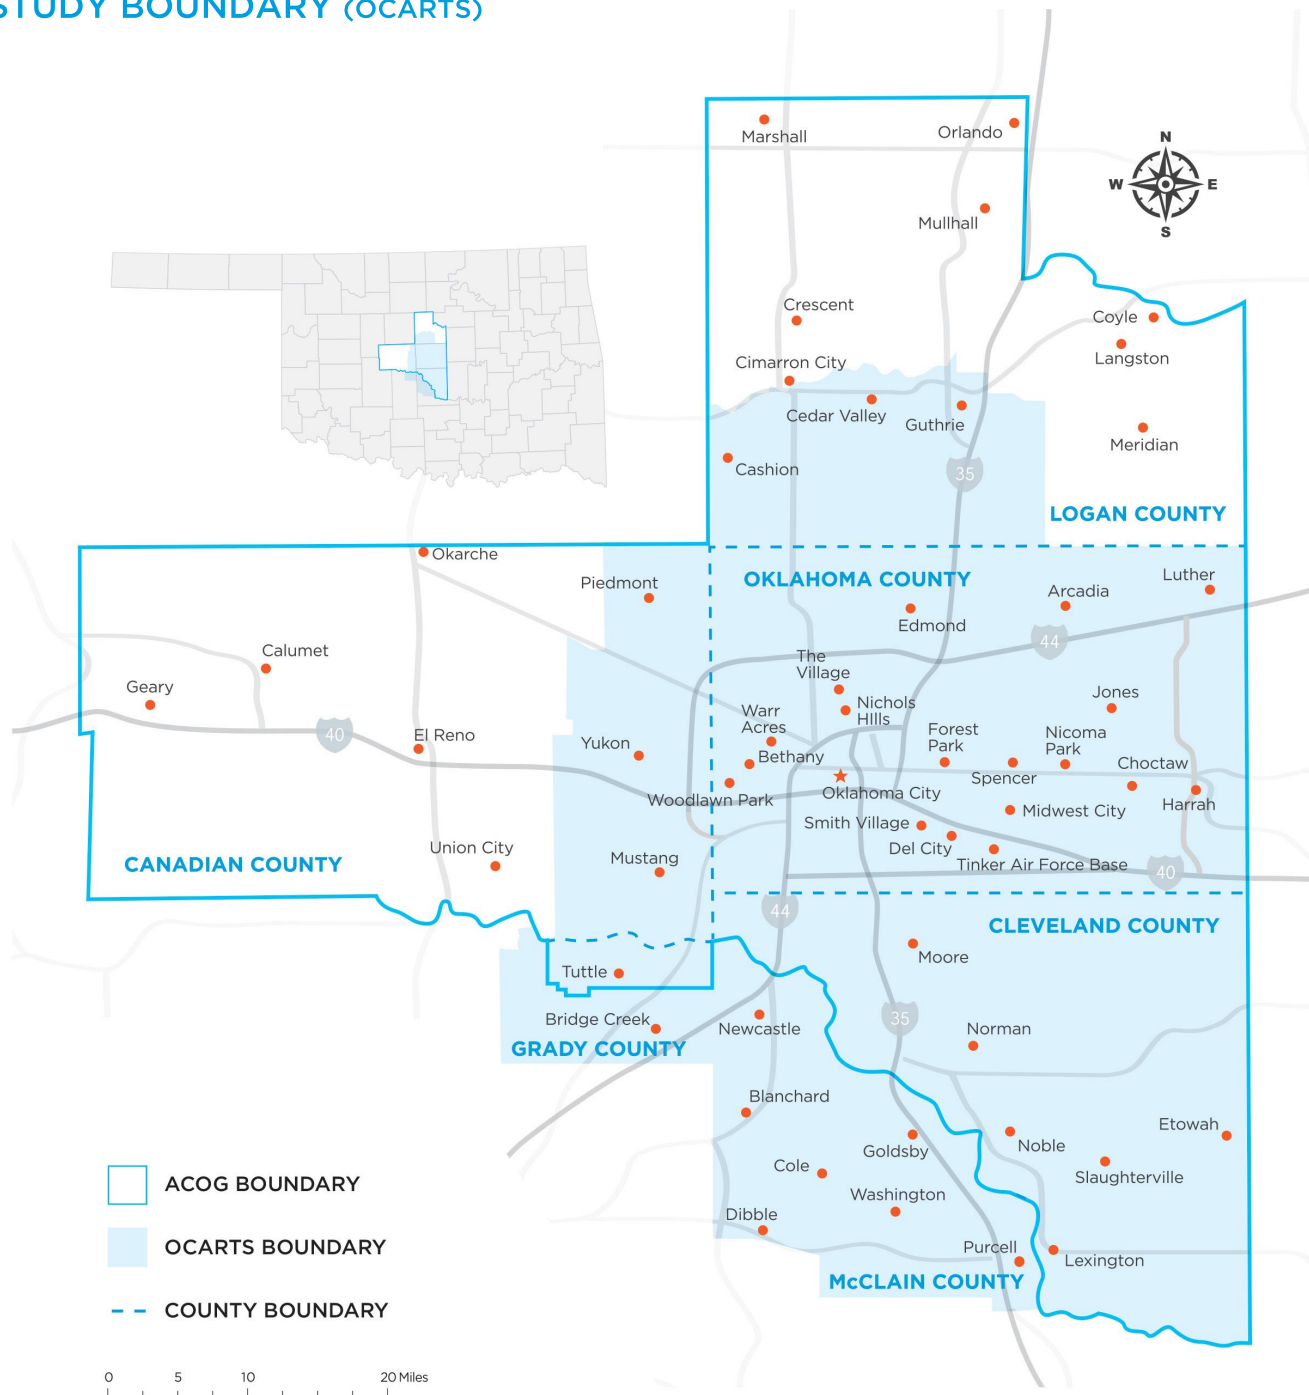 STUDY BOUNDARY (OCARTS)
N
W
E
S
Marshall
Orlando
Mullhall
Crescent
Coyle
Langston
Cimarron City
Cedar Valley
Guthrie
Meridian
Cashion
35
LOGAN COUNTY
Okarche
Piedmont
OKLAHOMA COUNTY
Luther
Arcadia
Edmond
44
Calumet
The
Village
Geary
Nichols
HIlls
Jones
Warr
Acres
40
El Reno
Yukon
Forest
Park
Nicoma
Park
Bethany
Choctaw
Spencer
Woodlawn Park
Oklahoma City
Harrah
Midwest City
Smith Village
Del City
Union City
Mustang
Tinker Air Force Base
CANADIAN COUNTY
40
44
CLEVELAND COUNTY
Moore
Tuttle
Bridge Creek
Newcastle
35
Norman
GRADY COUNTY
Blanchard
Etowah
Goldsby
Noble
Cole
Slaughterville
Washington
Dibble
Purcell
Lexington
McCLAIN COUNTY
ACOG BOUNDARY
OCARTS BOUNDARY
COUNTY BOUNDARY
0 5 10 20 Miles